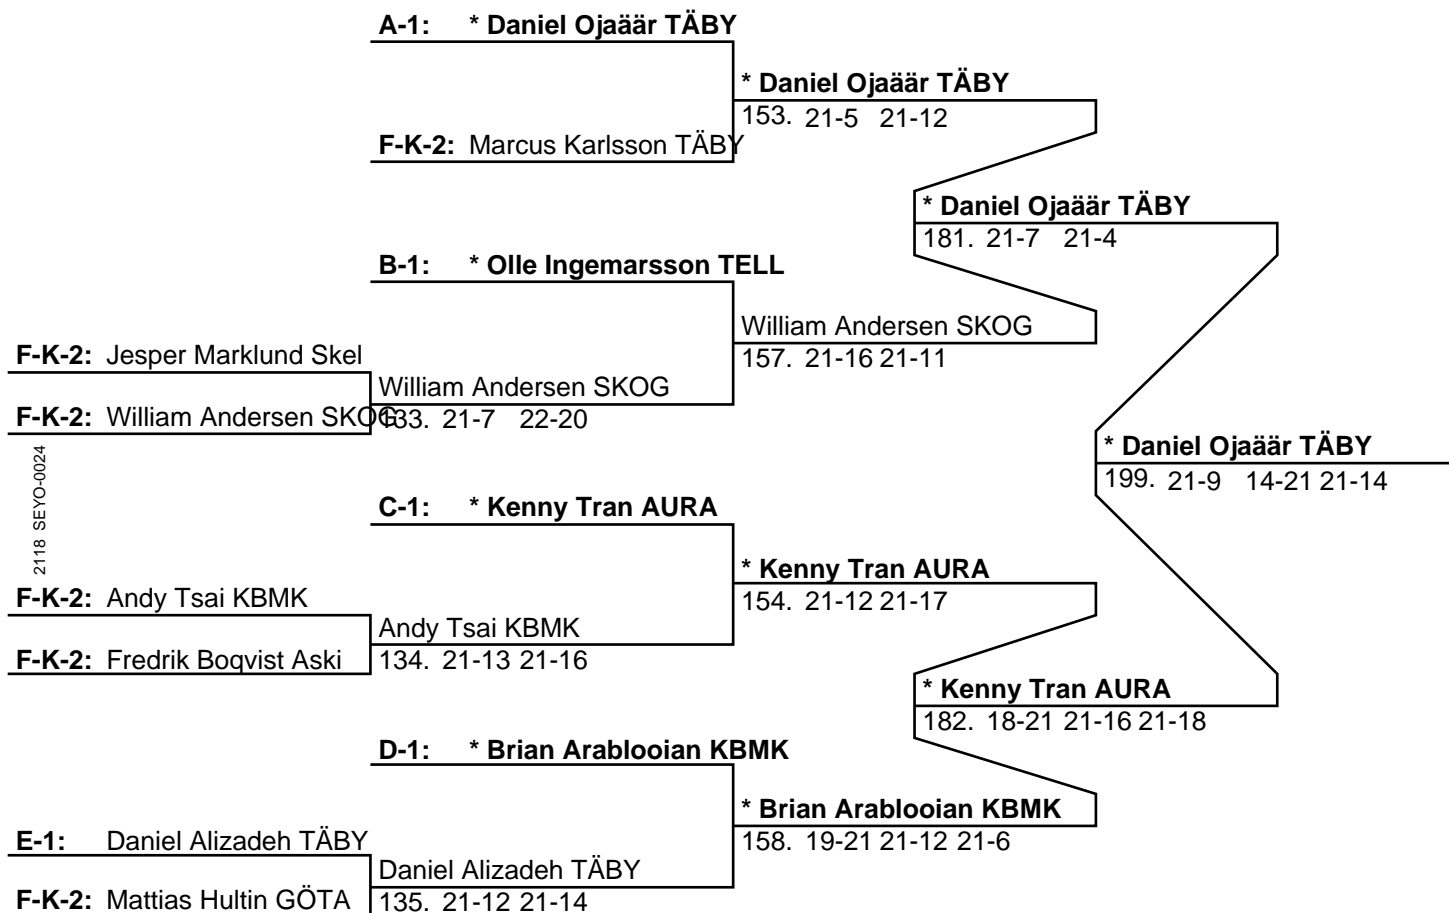 A-1: * Daniel Ojaäär TÄBY
* Daniel Ojaäär TÄBY
153. 21-5 21-12
F-K-2: Marcus Karlsson TÄBY
* Daniel Ojaäär TÄBY
181. 21-7 21-4
B-1: * Olle Ingemarsson TELL
William Andersen SKOG
157. 21-16 21-11
F-K-2: Jesper Marklund Skel
William Andersen SKOG
133. 21-7 22-20
F-K-2: William Andersen SKOG
* Daniel Ojaäär TÄBY
199. 21-9 14-21 21-14
2118 SEYO-0024
C-1: * Kenny Tran AURA
* Kenny Tran AURA
154. 21-12 21-17
F-K-2: Andy Tsai KBMK
Andy Tsai KBMK
134. 21-13 21-16
F-K-2: Fredrik Boqvist Aski
* Kenny Tran AURA
182. 18-21 21-16 21-18
D-1: * Brian Arablooian KBMK
* Brian Arablooian KBMK
158. 19-21 21-12 21-6
E-1: Daniel Alizadeh TÄBY
Daniel Alizadeh TÄBY
135. 21-12 21-14
F-K-2: Mattias Hultin GÖTA